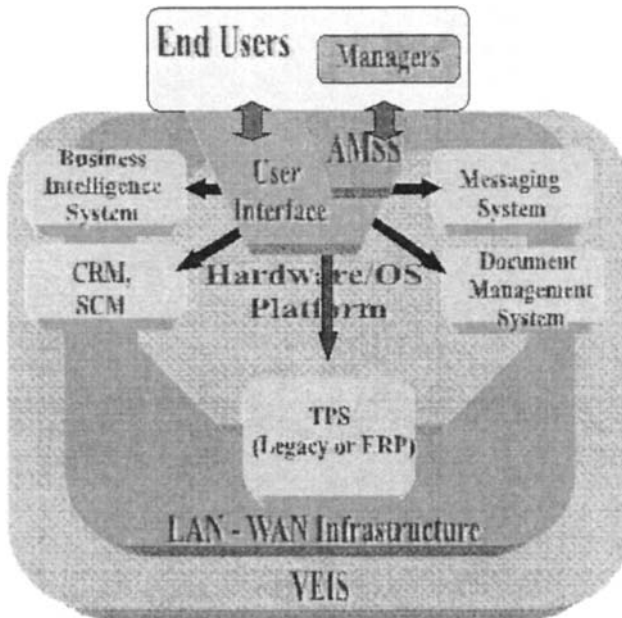 End Users
Managers
AMSS
User
Interface
Business
Intelligence
System
Messaging
System
CRM,
SCM
Hardware/OS
Platform
Document
Management
System
TPS
(Legacy or ERP)
LAN - WAN Infrastructure
VEIS